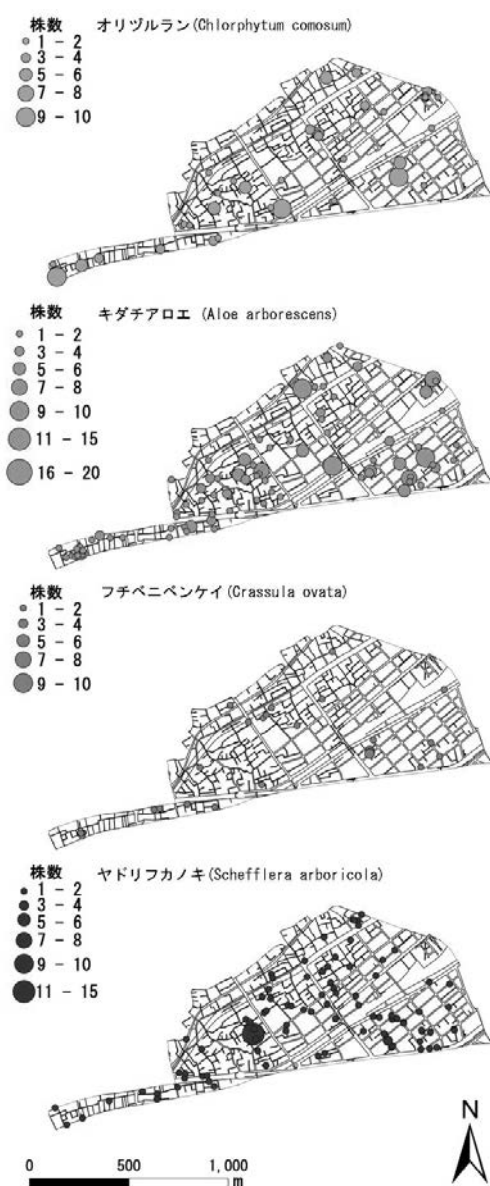 株数 オリヅルラン(Chlorphytum comosum)
1 - 2
3 - 4
5 - 6
7 - 8
9 - 10
株数 キダチアロエ (Aloe arborescens)
1 - 2
3 - 4
5 - 6
7 - 8
9 - 10
11 - 15
16 - 20
株数 フチベニベンケイ(Crassula ovata)
1 - 2
3 - 4
5 - 6
7 - 8
9 - 10
株数 ヤドリフカノキ(Schefflera arboricola)
1 - 2
3 - 4
5 - 6
7 - 8
9 - 10
11 - 15
N
0 500 1,000
m